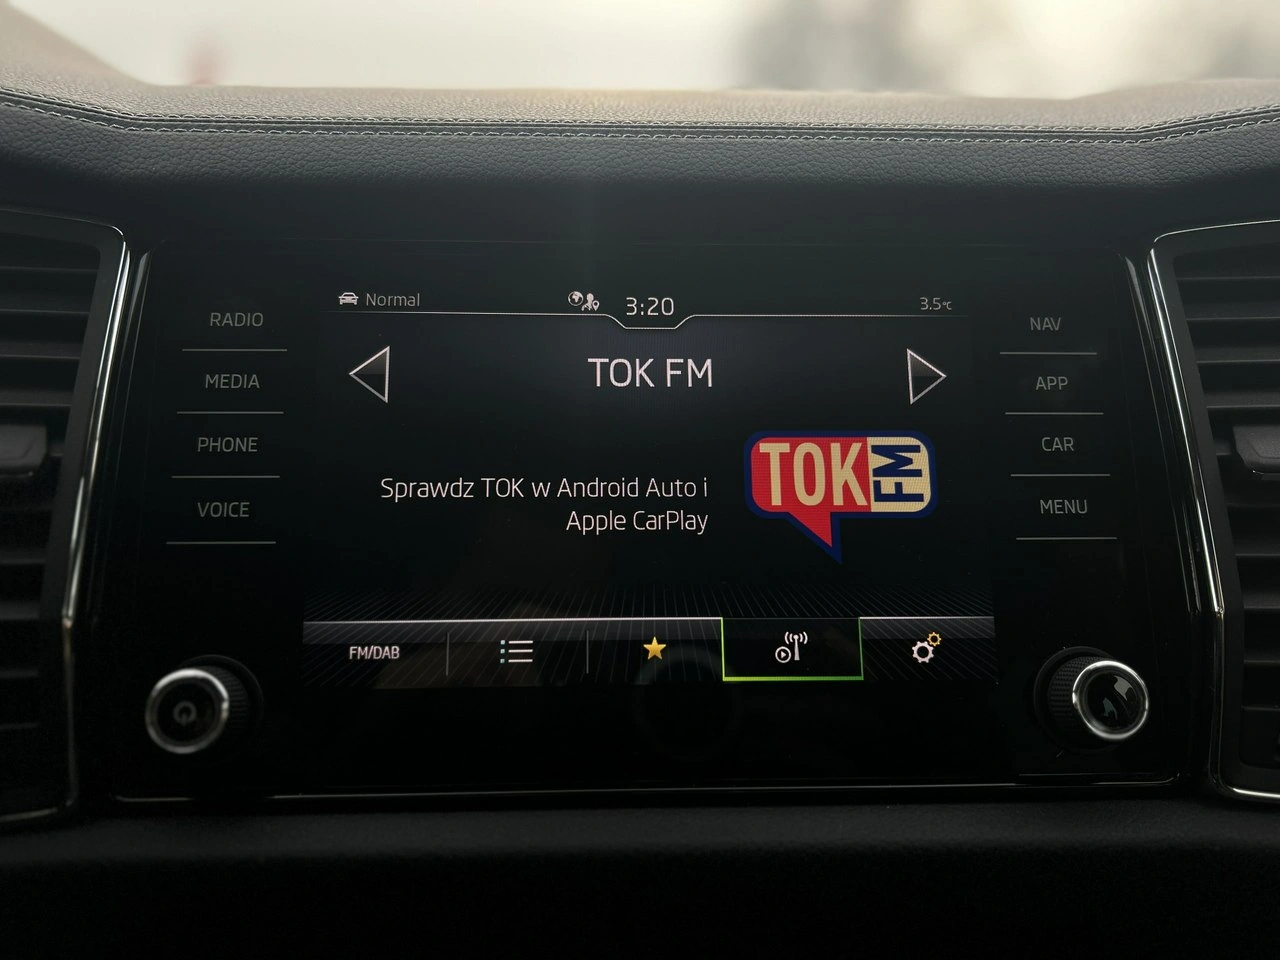 Normal
3:20
3.5°C
RADIO
MEDIA
PHONE
VOICE
TOK FM
Sprawdz TOK w Android Auto i
Apple CarPlay
TOK FM
FM/DAB
NAV
APP
CAR
MENU